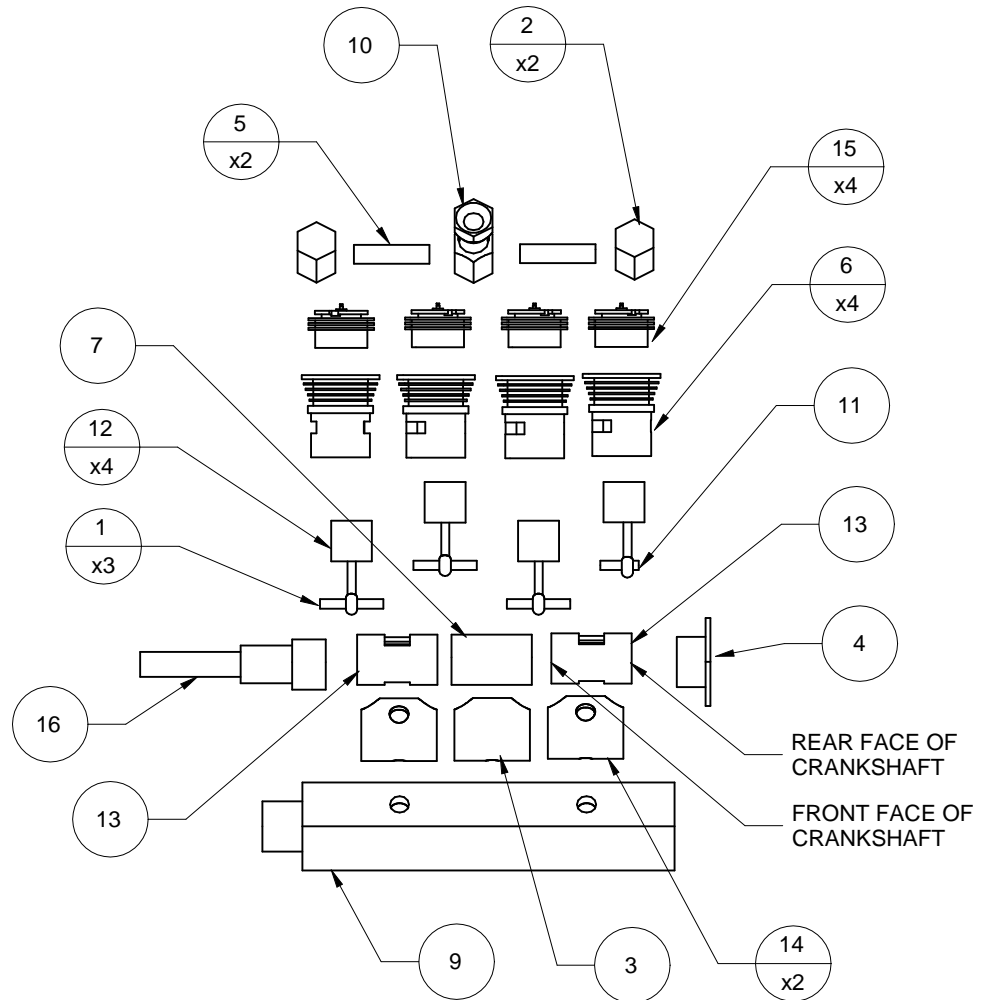 10
2
x2
5
x2
15
x4
6
x4
7
11
12
x4
1
x3
13
4
16
REAR FACE OF
CRANKSHAFT
FRONT FACE OF
CRANKSHAFT
13
9
3
14
x2